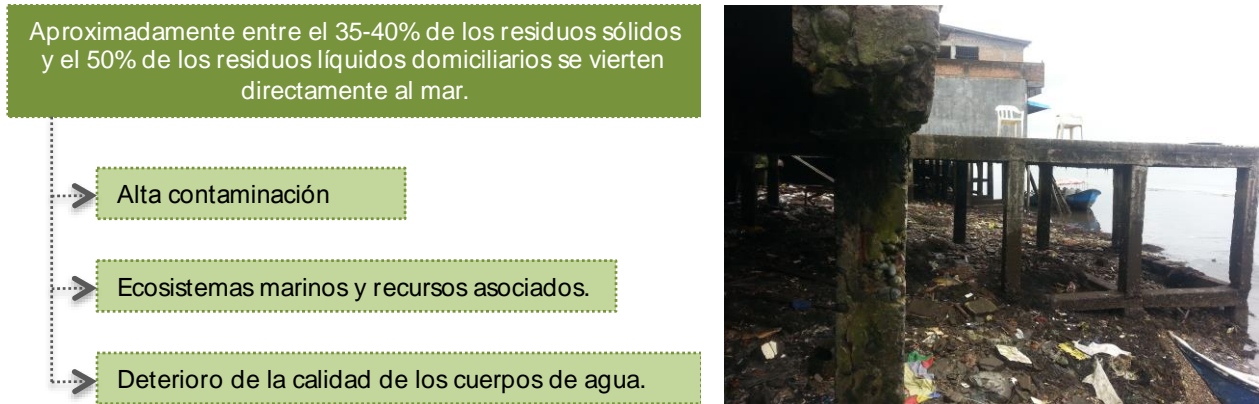 Aproximadamente entre el 35-40% de los residuos sólidos
y el 50% de los residuos líquidos domiciliarios se vierten
directamente al mar.
Alta contaminación
Ecosistemas marinos y recursos asociados.
Deterioro de la calidad de los cuerpos de agua.